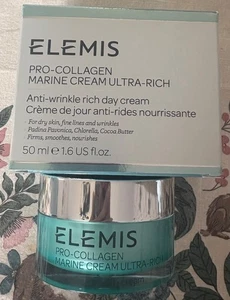 ELEMIS
PRO-COLLAGEN
MARINE CREAM ULTRA-RICH
Anti-wrinkle rich day cream
Crème de jour anti-rides nourrissante
For dry skin, fine lines and wrinkles
Padina Pavonica, Chlorella, Cocoa Butter
Firms, smoothes, nourishes
50 ml ℮ 1.6 US fl.oz.
ELEMIS
PRO-COLLAGEN
MARINE CREAM ULTRA-RICH